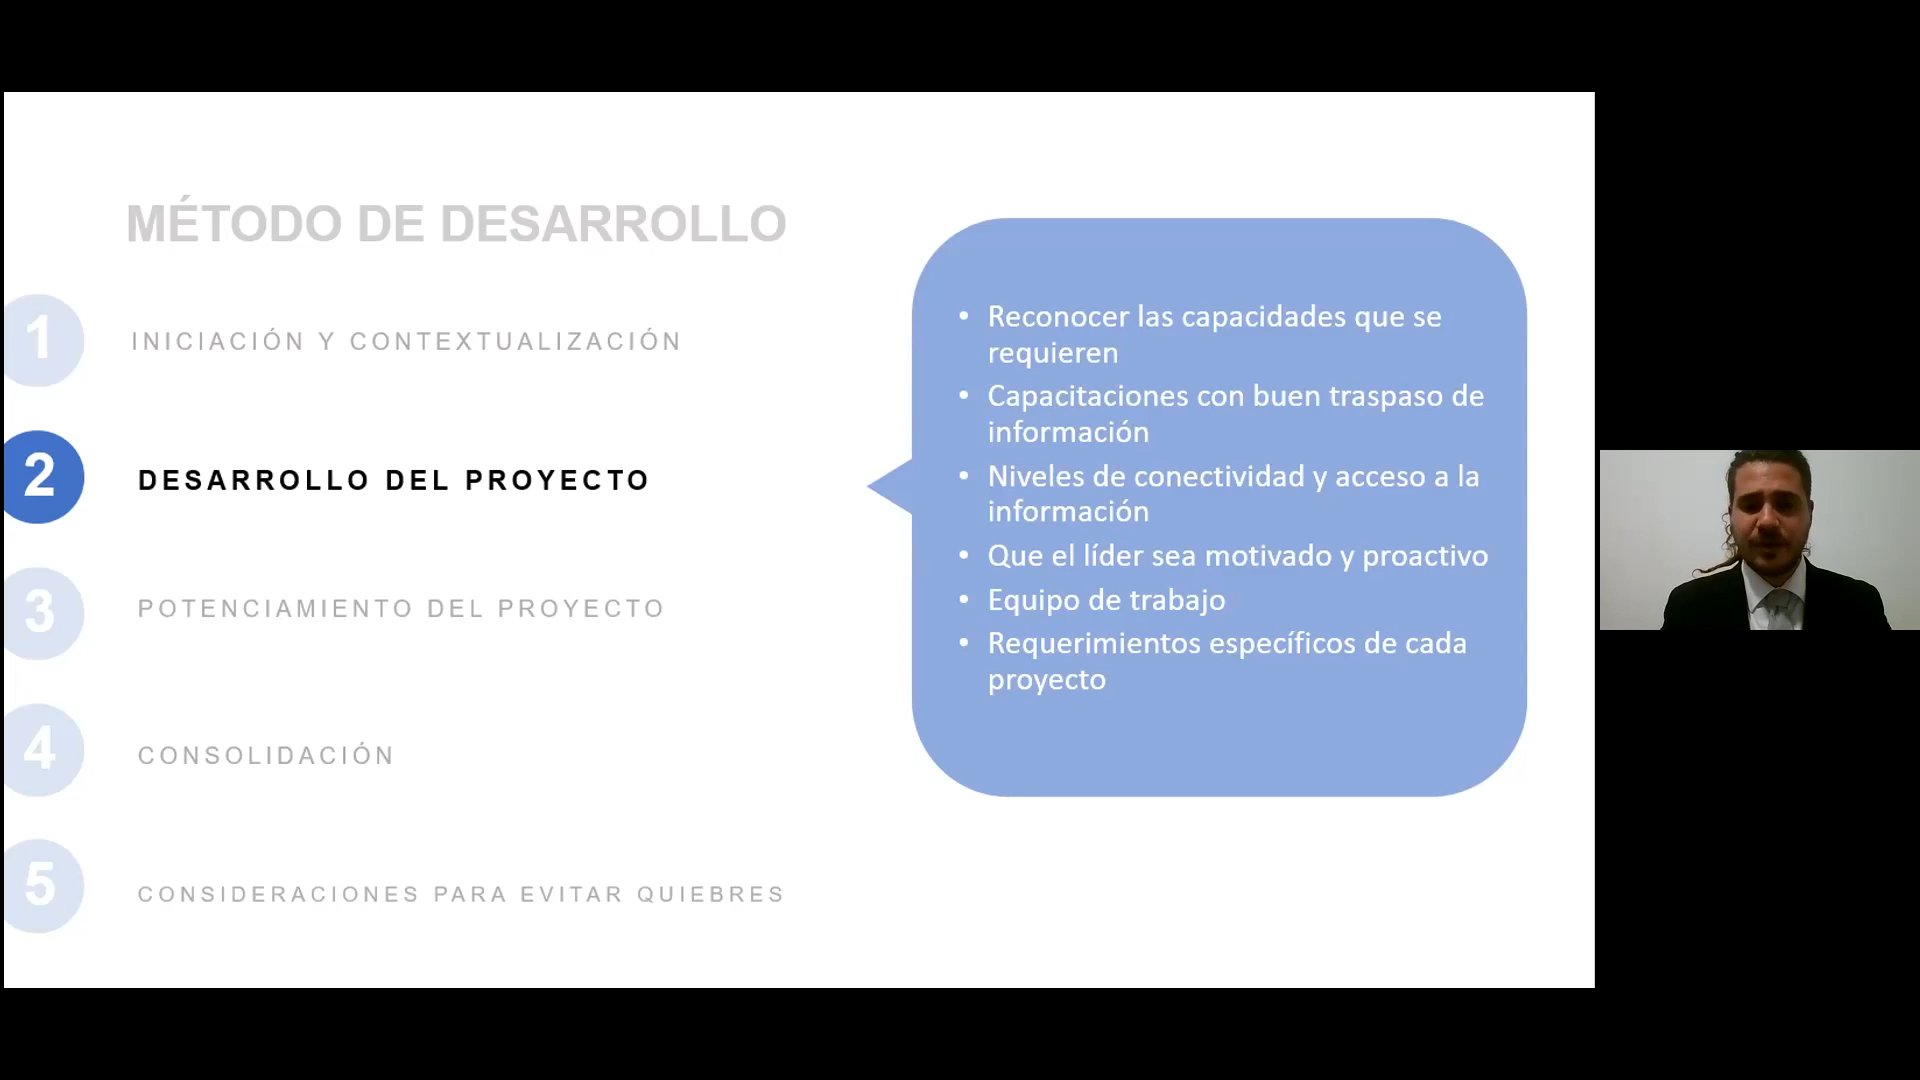 MÉTODO DE DESARROLLO
1
INICIACIÓN Y CONTEXTUALIZACIÓN
2
DESARROLLO DEL PROYECTO
3
POTENCIAMIENTO DEL PROYECTO
4
CONSOLIDACIÓN
5
CONSIDERACIONES PARA EVITAR QUIEBRES
• Reconocer las capacidades que se
requieren
• Capacitaciones con buen traspaso de
información
• Niveles de conectividad y acceso a la
información
• Que el líder sea motivado y proactivo
• Equipo de trabajo
• Requerimientos específicos de cada
proyecto